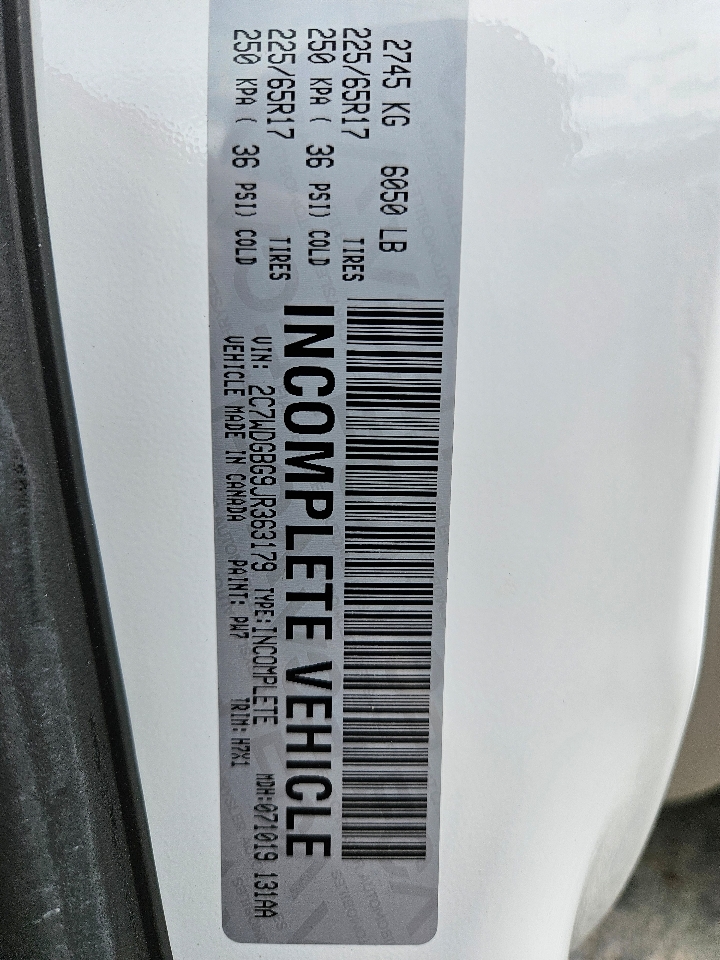 2745 KG 6050 LB
225/65R17 TIRES
250 KPA ( 36 PSI) COLD
225/65R17 TIRES
250 KPA ( 36 PSI) COLD
INCOMPLETE VEHICLE
VIN: 2C7WDGBG9JR363179 TYPE:INCOMPLETE MDH:071019 131AA
VEHICLE MADE IN CANADA PAINT: PW7 TRIM: H7X1